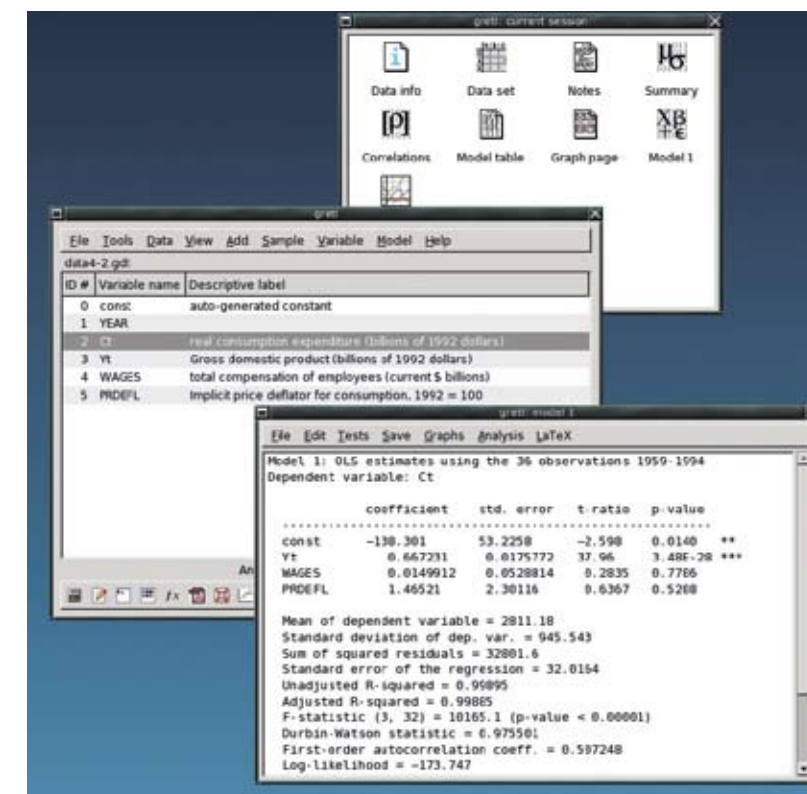 gretl: current session
Data info Data set Notes Summary
Correlations Model table Graph page Model 1
gretl
File Tools Data View Add Sample Variable Model Help
data4-2.gdt
ID # Variable name Descriptive label
0 const auto-generated constant
1 YEAR
2 Ct real consumption expenditure (billions of 1992 dollars)
3 Yt Gross domestic product (billions of 1992 dollars)
4 WAGES total compensation of employees (current $ billions)
5 PRDEFL Implicit price deflator for consumption, 1992 = 100
An
gretl: model 1
File Edit Tests Save Graphs Analysis LaTeX
Model 1: OLS estimates using the 36 observations 1959-1994
Dependent variable: Ct
coefficient std. error t-ratio p-value
const -138.301 53.2258 -2.598 0.0140 **
Yt 0.667231 0.0175772 37.96 3.48E-28 ***
WAGES 0.0149912 0.0528814 0.2835 0.7786
PRDEFL 1.46521 2.30116 0.6367 0.5288
Mean of dependent variable = 2811.18
Standard deviation of dep. var. = 945.543
Sum of squared residuals = 32801.6
Standard error of the regression = 32.0164
Unadjusted R-squared = 0.99895
Adjusted R-squared = 0.99885
F-statistic (3, 32) = 10165.1 (p-value < 0.00001)
Durbin-Watson statistic = 0.975501
First-order autocorrelation coeff. = 0.507248
Log-likelihood = -173.747